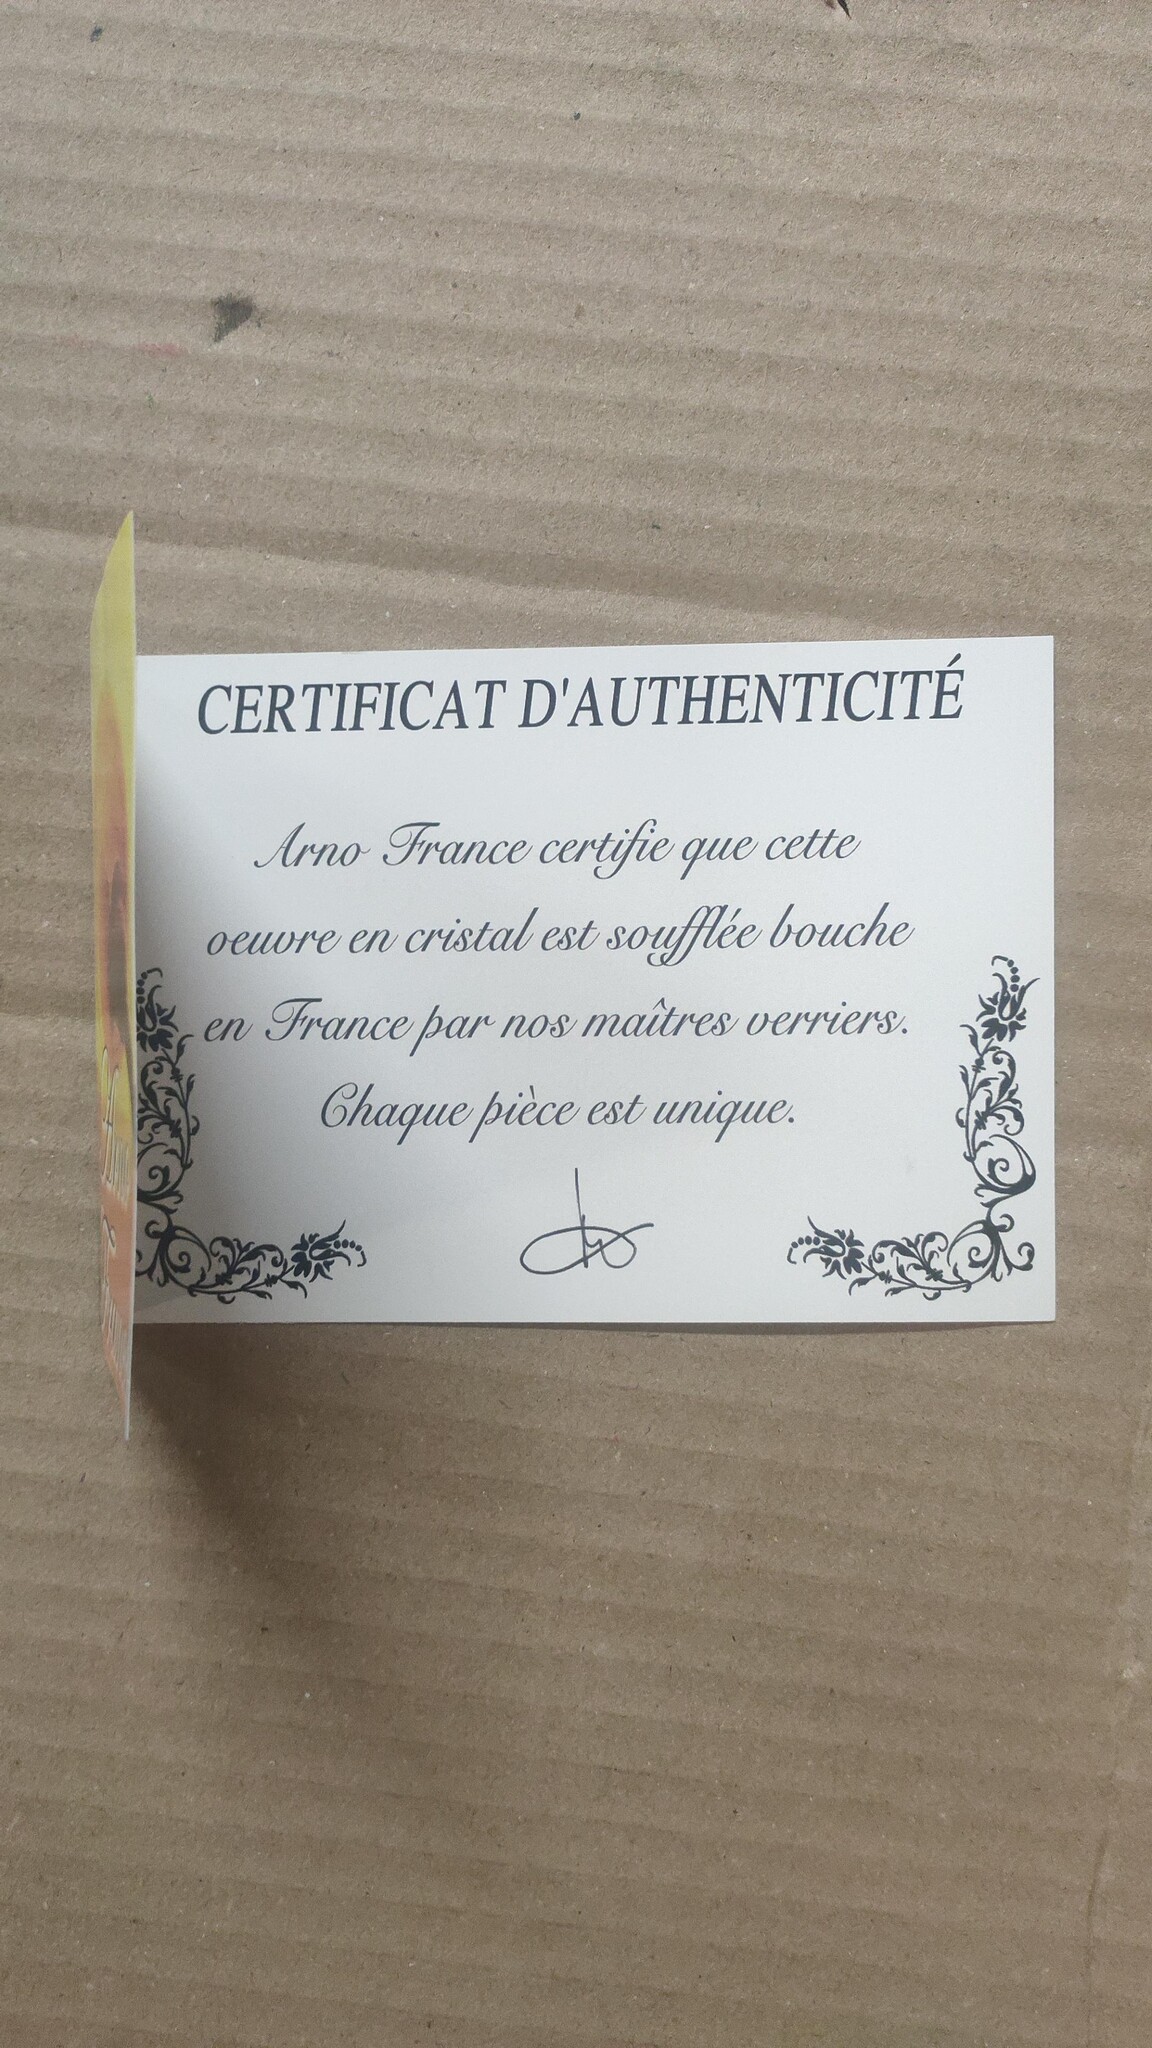 CERTIFICAT D'AUTHENTICITÉ
Arno France certifie que cette
oeuvre en cristal est soufflée bouche
en France par nos maîtres verriers.
Chaque pièce est unique.